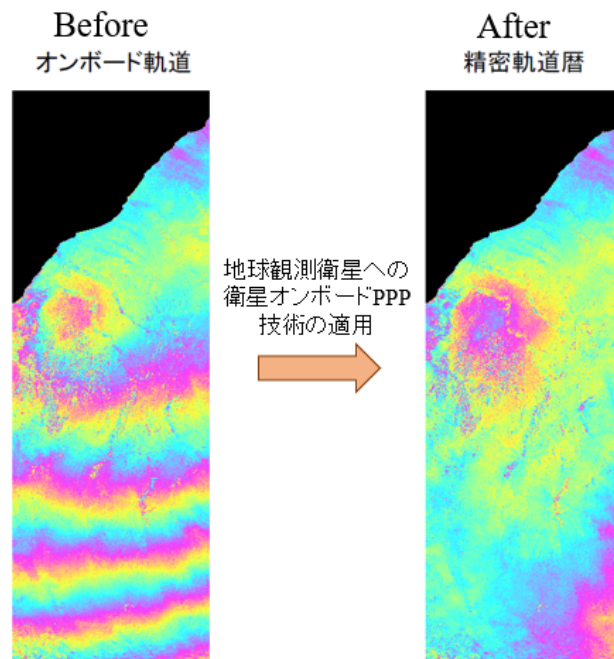 Before
オンボード軌道
After
精密軌道暦
地球観測衛星への
衛星オンボードPPP
技術の適用